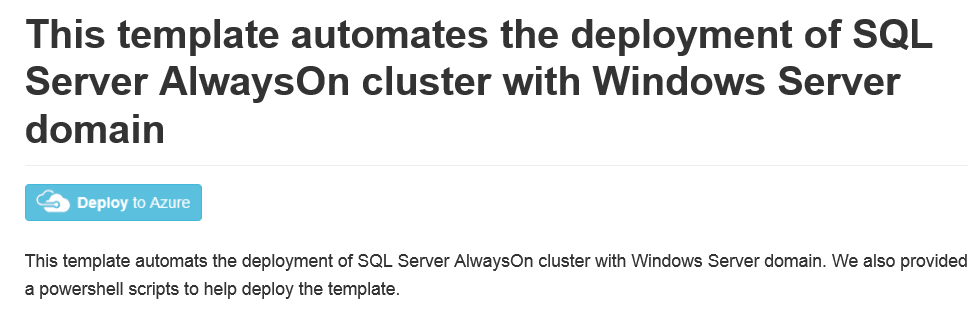 This template automates the deployment of SQL
Server AlwaysOn cluster with Windows Server
domain
Deploy to Azure
This template automats the deployment of SQL Server AlwaysOn cluster with Windows Server domain. We also provided
a powershell scripts to help deploy the template.